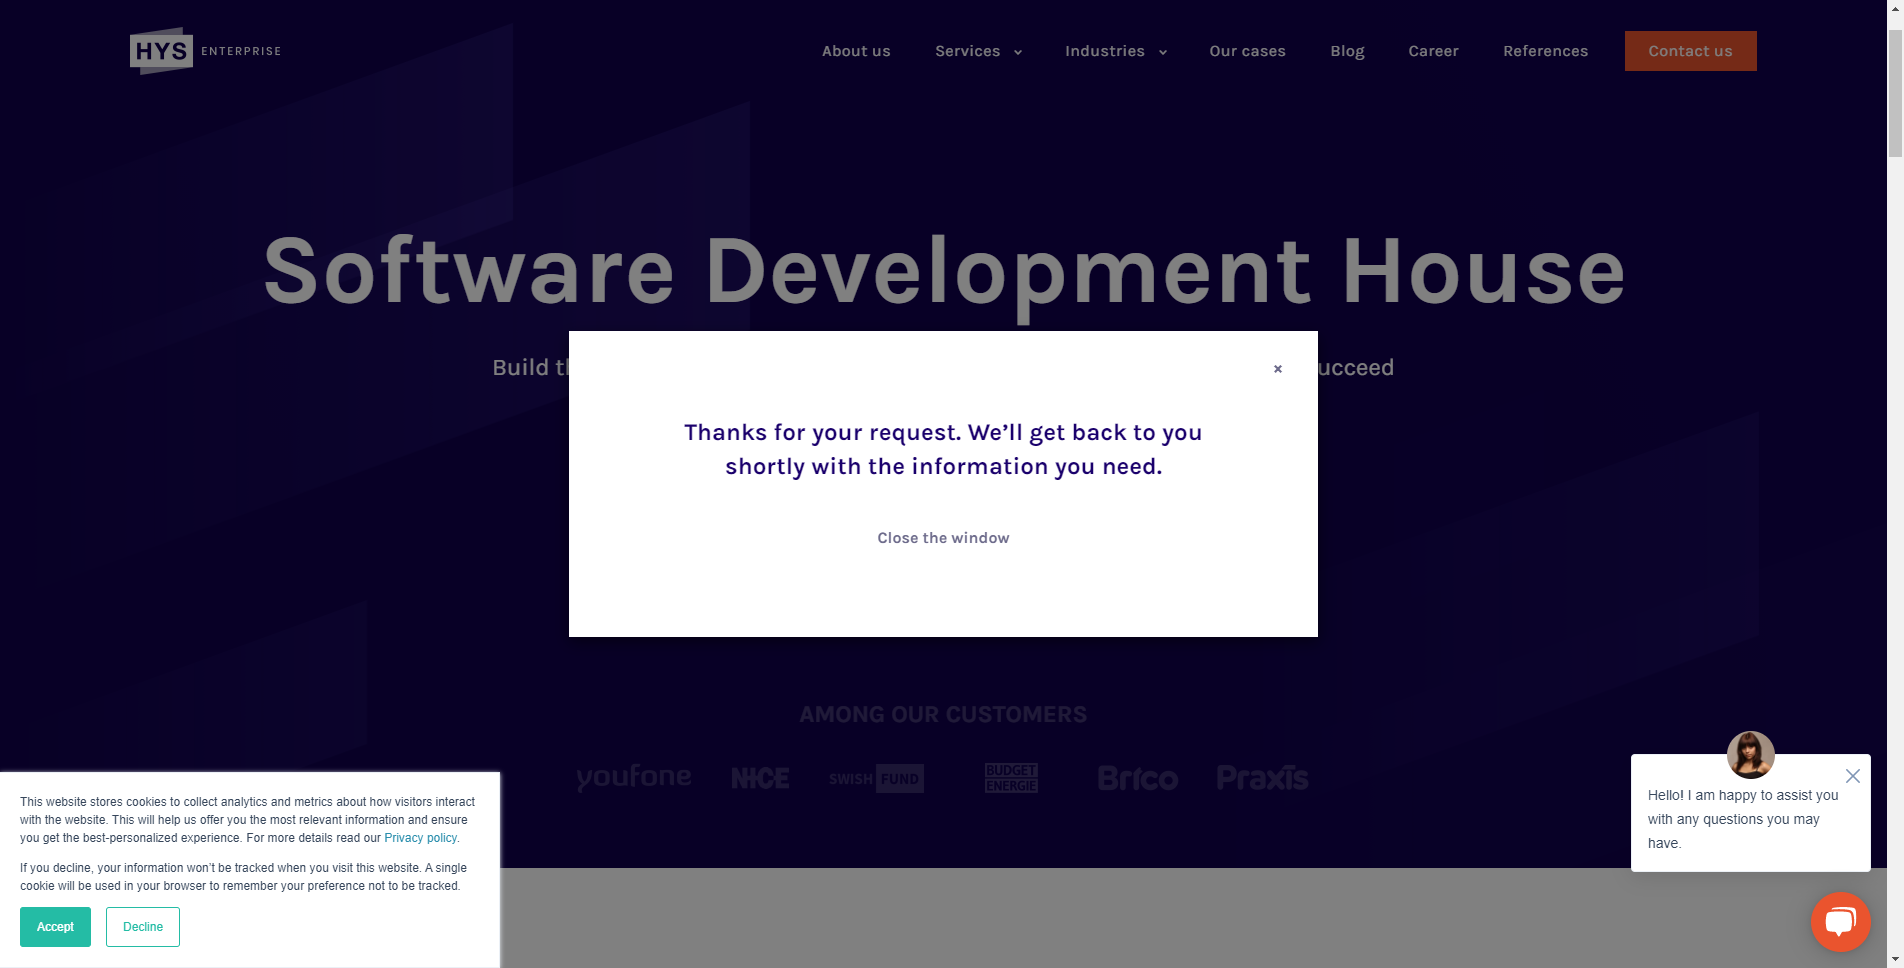 HYS ENTERPRISE
About us Services Industries Our cases Blog Career References Contact us
Software Development House
Build th
ucceed
×
Thanks for your request. We’ll get back to you
shortly with the information you need.
Close the window
AMONG OUR CUSTOMERS
youfone NICE SWISH FUND BUDGET ENERGIE Brico Praxis
This website stores cookies to collect analytics and metrics about how visitors interact
with the website. This will help us offer you the most relevant information and ensure
you get the best-personalized experience. For more details read our Privacy policy.
If you decline, your information won’t be tracked when you visit this website. A single
cookie will be used in your browser to remember your preference not to be tracked.
Accept Decline
Hello! I am happy to assist you
with any questions you may
have.